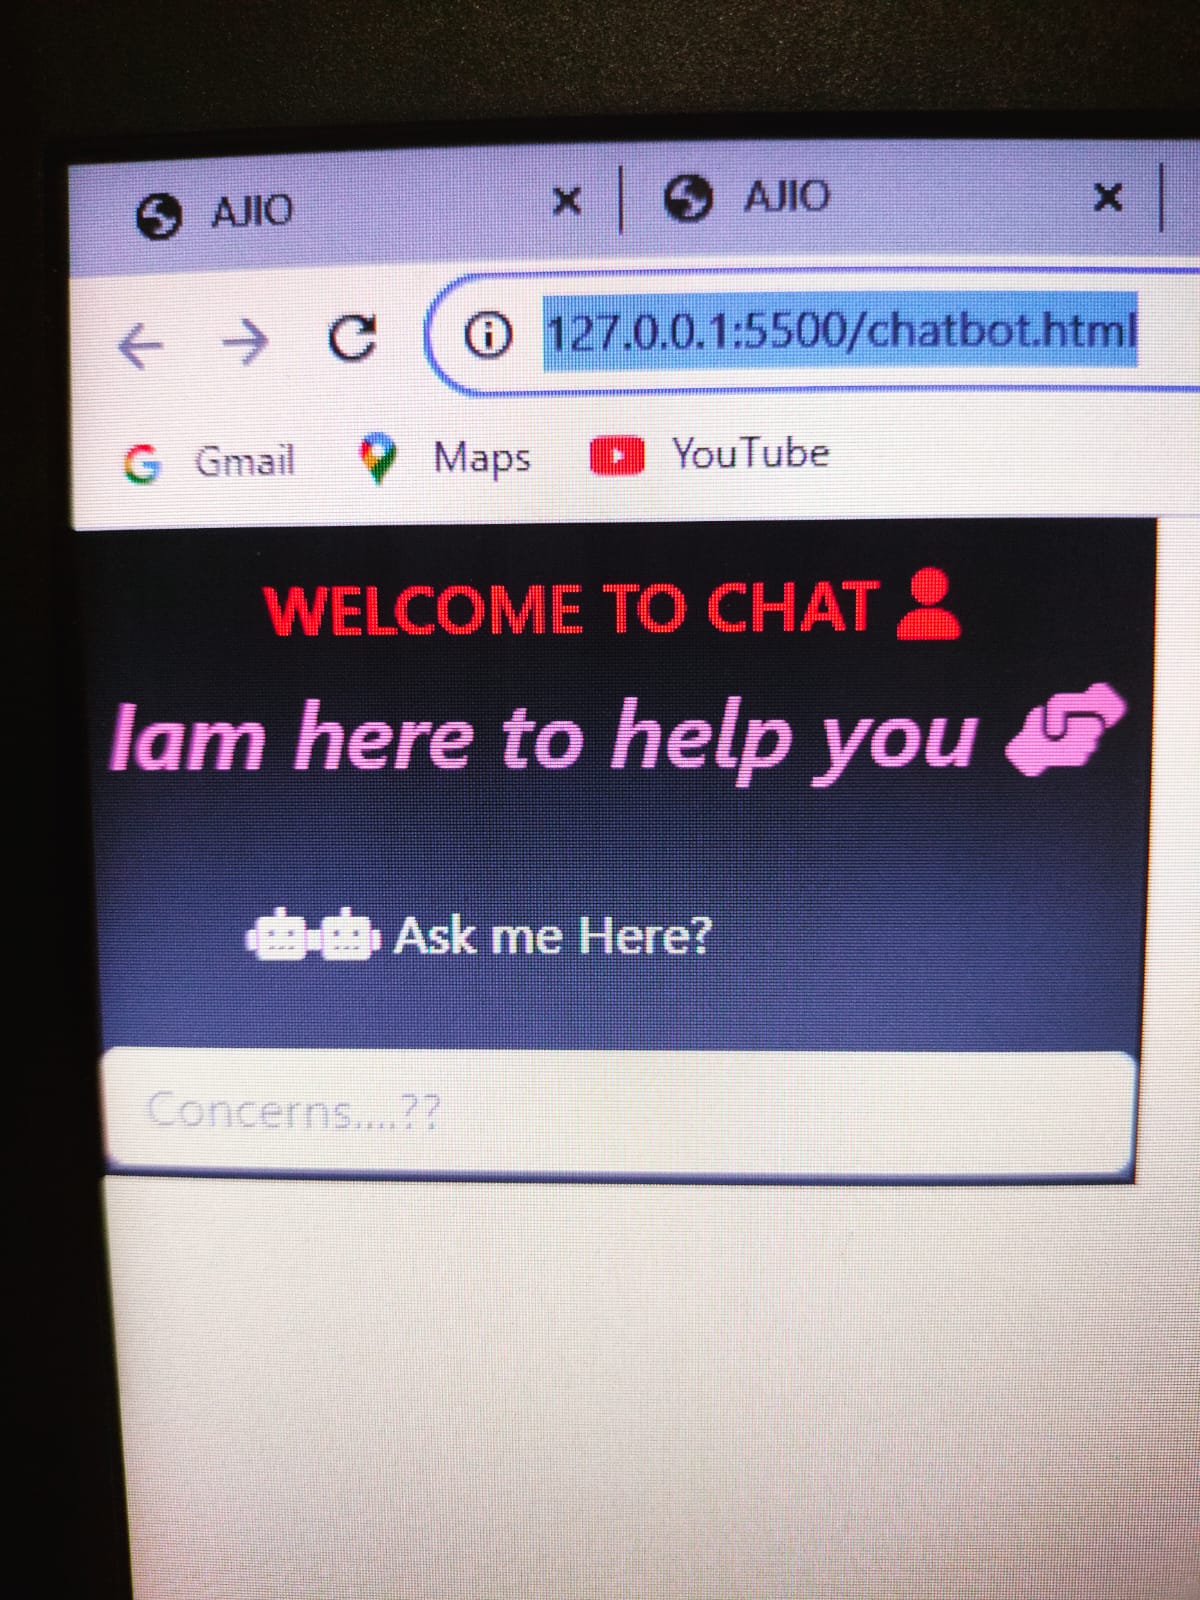 AJIO
AJIO
127.0.0.1:5500/chatbot.html
Gmail
Maps
YouTube
WELCOME TO CHAT
Iam here to help you
Ask me Here?
Concerns....??